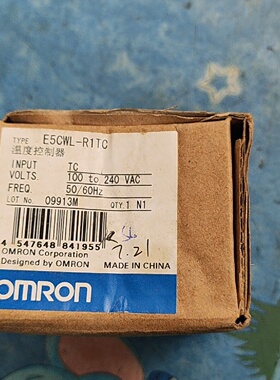 TYPE E5CWL-R1TC
温度控制器
INPUT TC
VOLTS. 100 to 240 VAC
FREQ. 50/60Hz
LOT No. 09913M QTY.1 N1
4 547648 841955
OMRON Corporation
Designed by OMRON MADE IN CHINA
7.21
OMRON